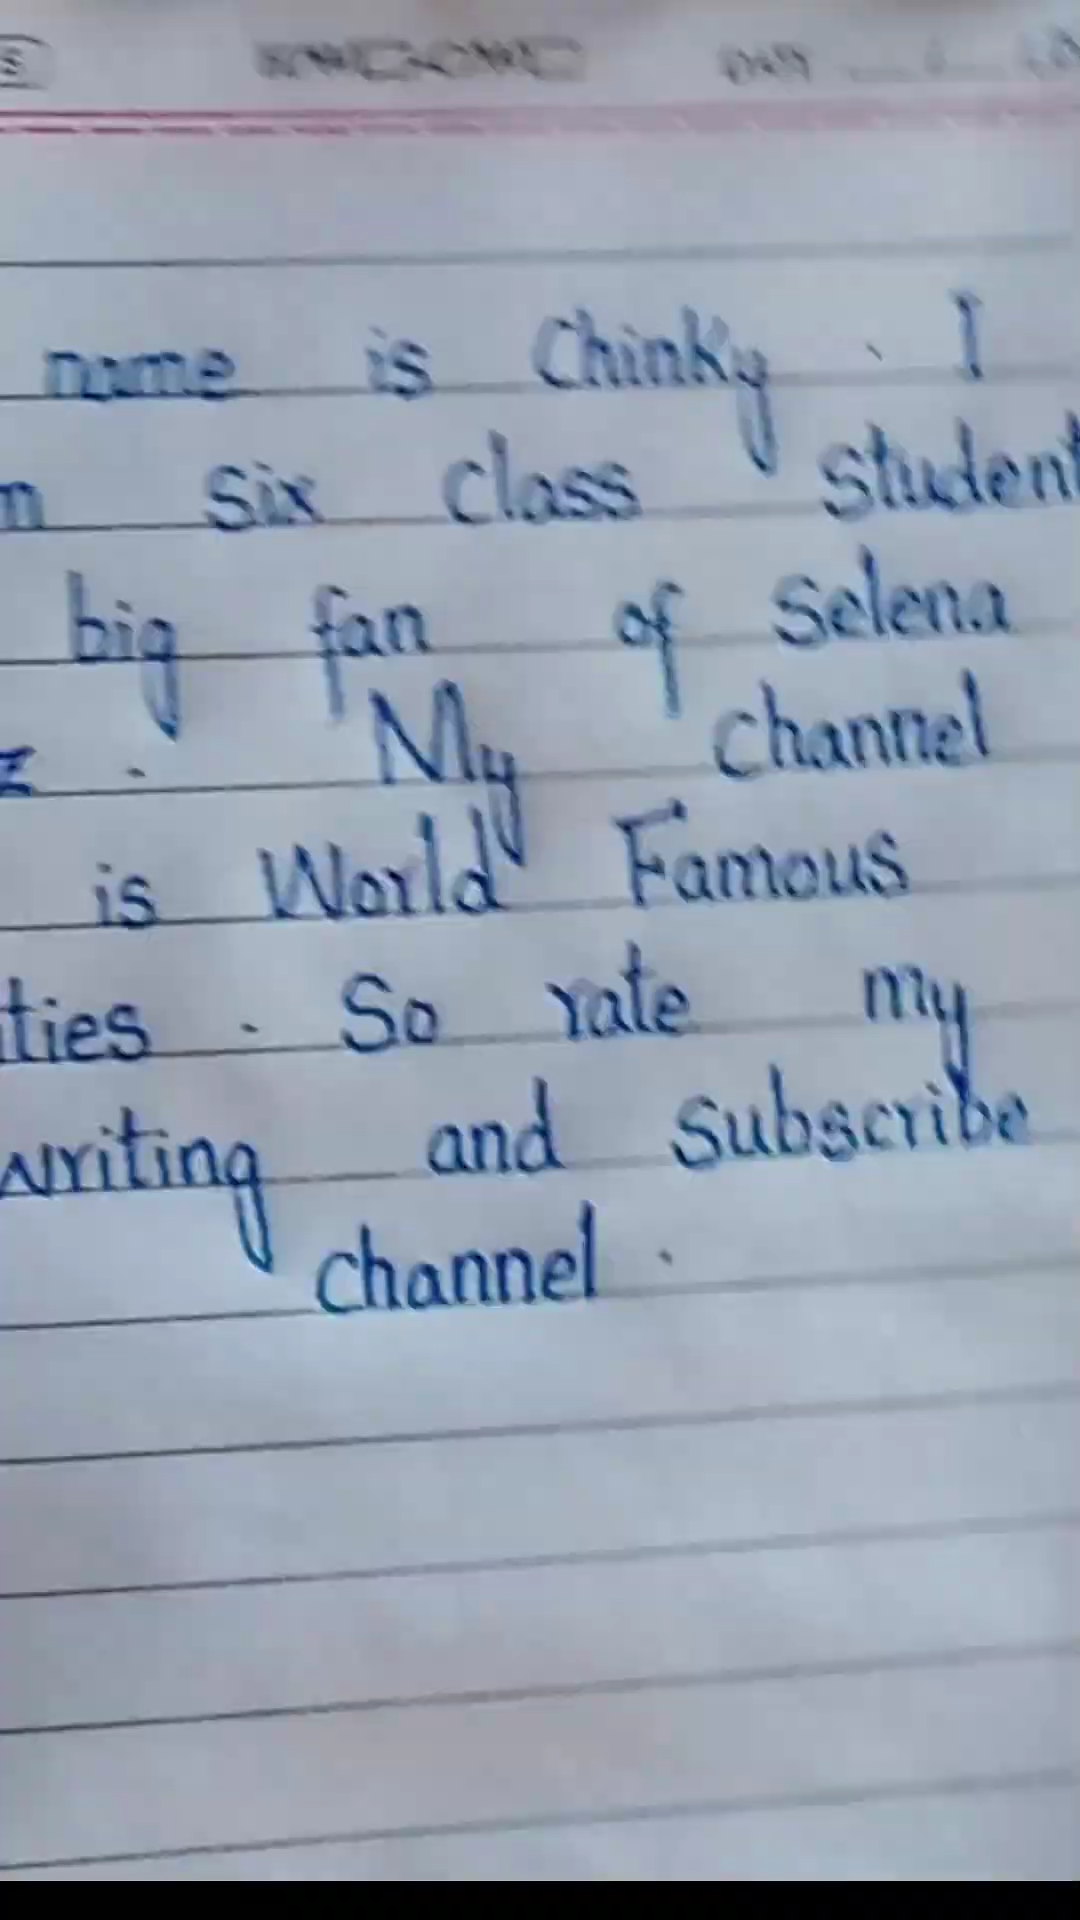 name is Chinky . I
six class student
big fan of Selena
z . My channel
is World Famous
ties . So rate my
writing and subscribe
channel .